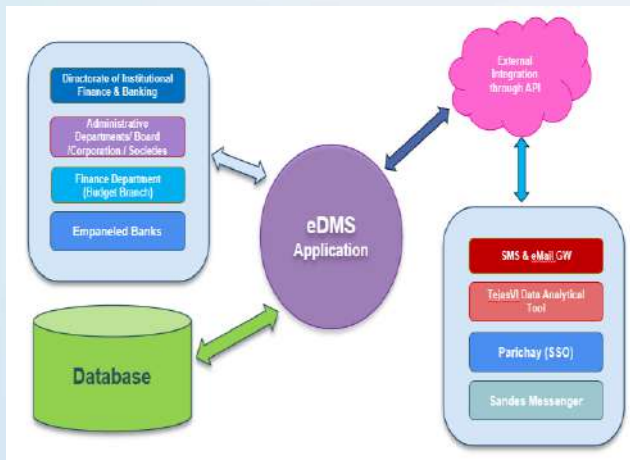 Directorate of Institutional
Finance & Banking
Administrative
Departments/ Board
/Corporation / Societies
Finance Department
(Budget Branch)
Empaneled Banks
Database
eDMS
Application
External
Integration
through API
SMS & eMail GW
TejasVI Data Analytical
Tool
Parichay (SSO)
Sandes Messenger